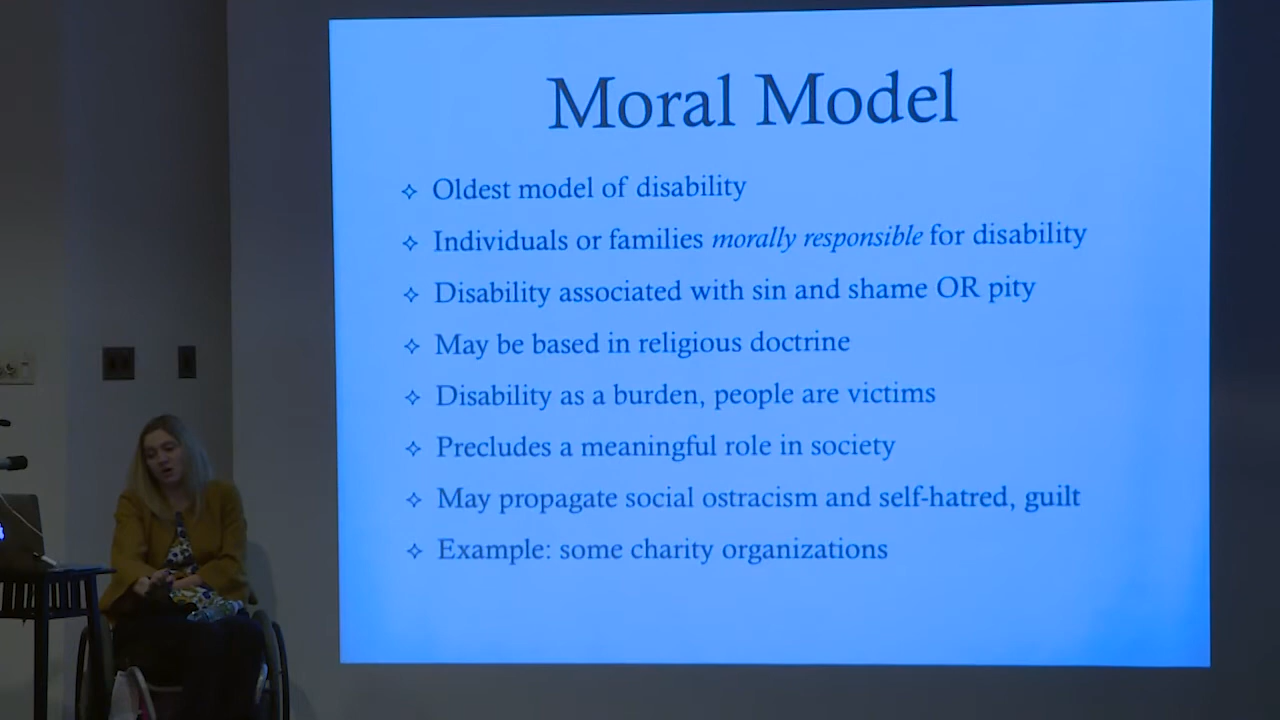 Moral Model
✧ Oldest model of disability
✧ Individuals or families morally responsible for disability
✧ Disability associated with sin and shame OR pity
✧ May be based in religious doctrine
✧ Disability as a burden, people are victims
✧ Precludes a meaningful role in society
✧ May propagate social ostracism and self-hatred, guilt
✧ Example: some charity organizations